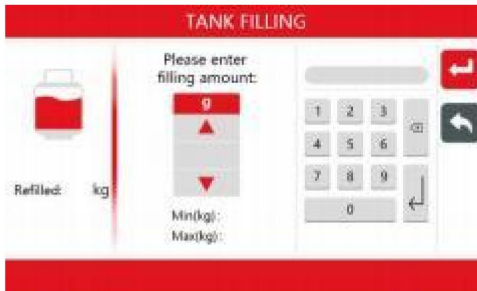 TANK FILLING
Please enter
filling amount:
g
Refilled: kg
Min(kg):
Max(kg):
1 2 3
4 5 6
7 8 9
0